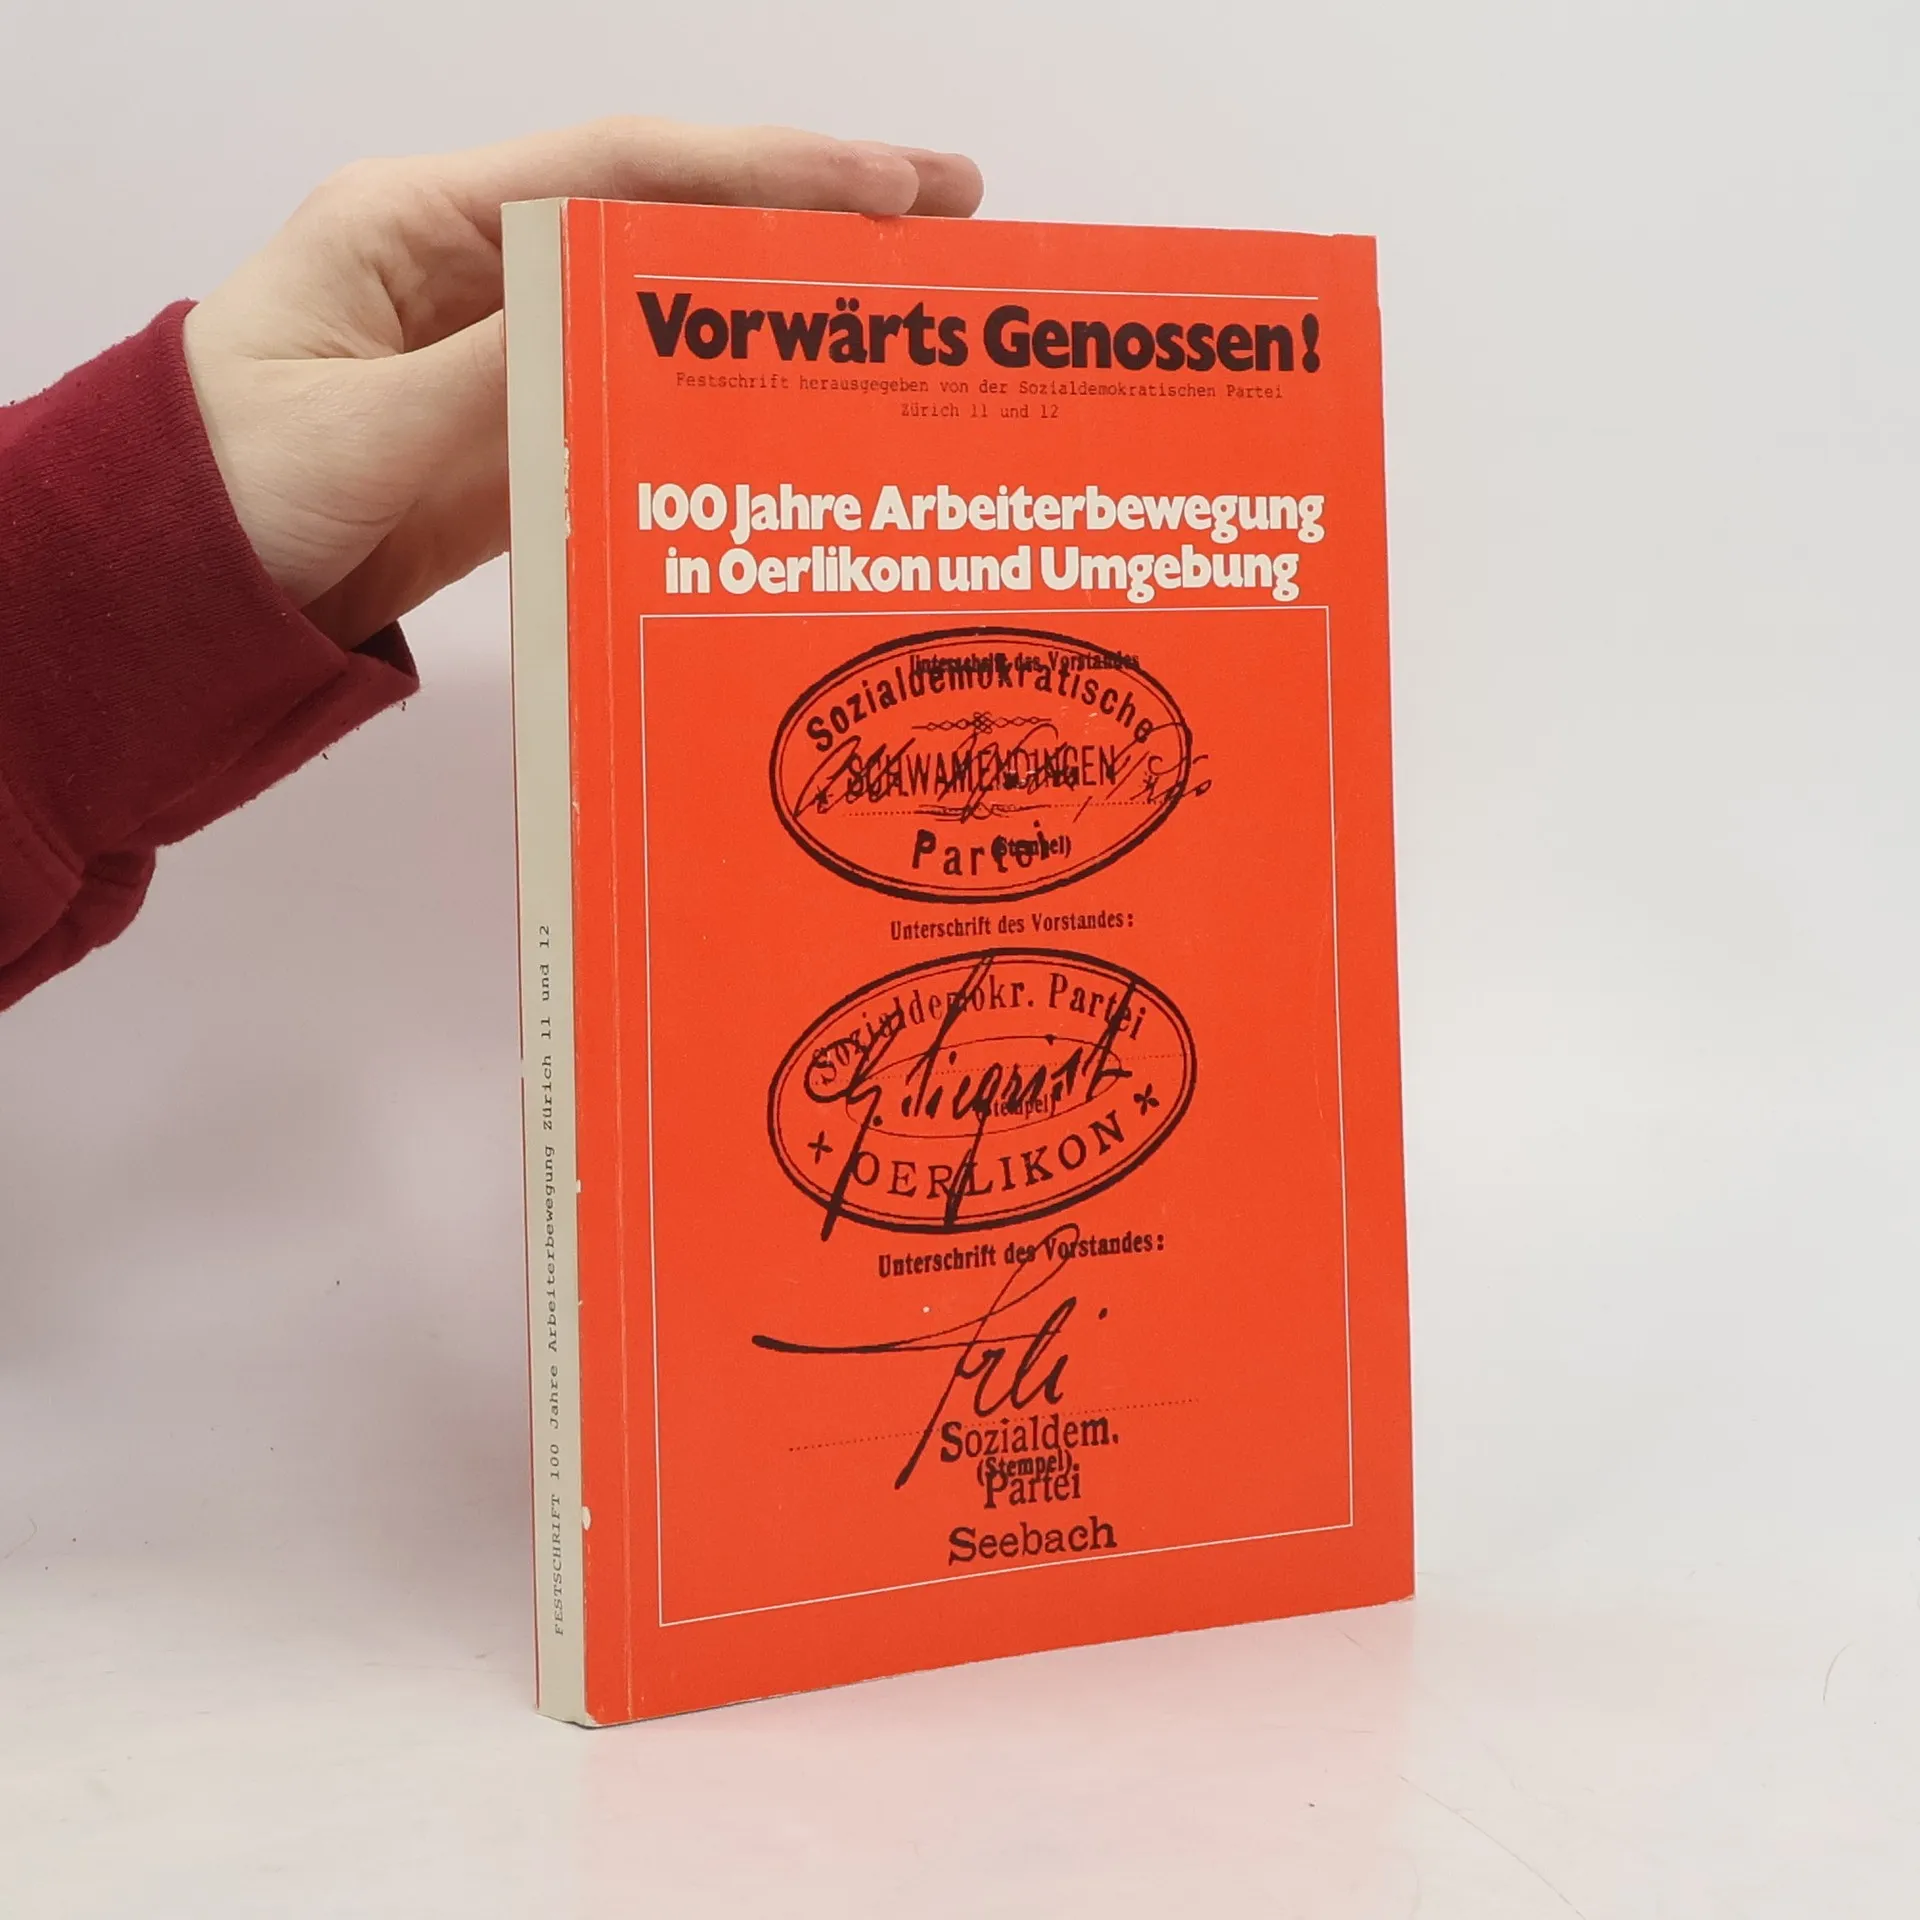 Vorwärts Genossen!
Festschrift herausgegeben von der Sozialdemokratischen Partei
Zürich 11 und 12
100 Jahre Arbeiterbewegung
in Oerlikon und Umgebung
Unterschrift des Vorstandes
Sozialdemokratische
SCHWAMENDINGEN
Partei
(Stempel)
Unterschrift des Vorstandes:
Sozialdemokr. Partei
G. Siegrist
(Stempel)
OERLIKON
Unterschrift des Vorstandes:
Sozialdem.
(Stempel)
Partei
Seebach
FESTSCHRIFT 100 Jahre Arbeiterbewegung zürich 11 und 12